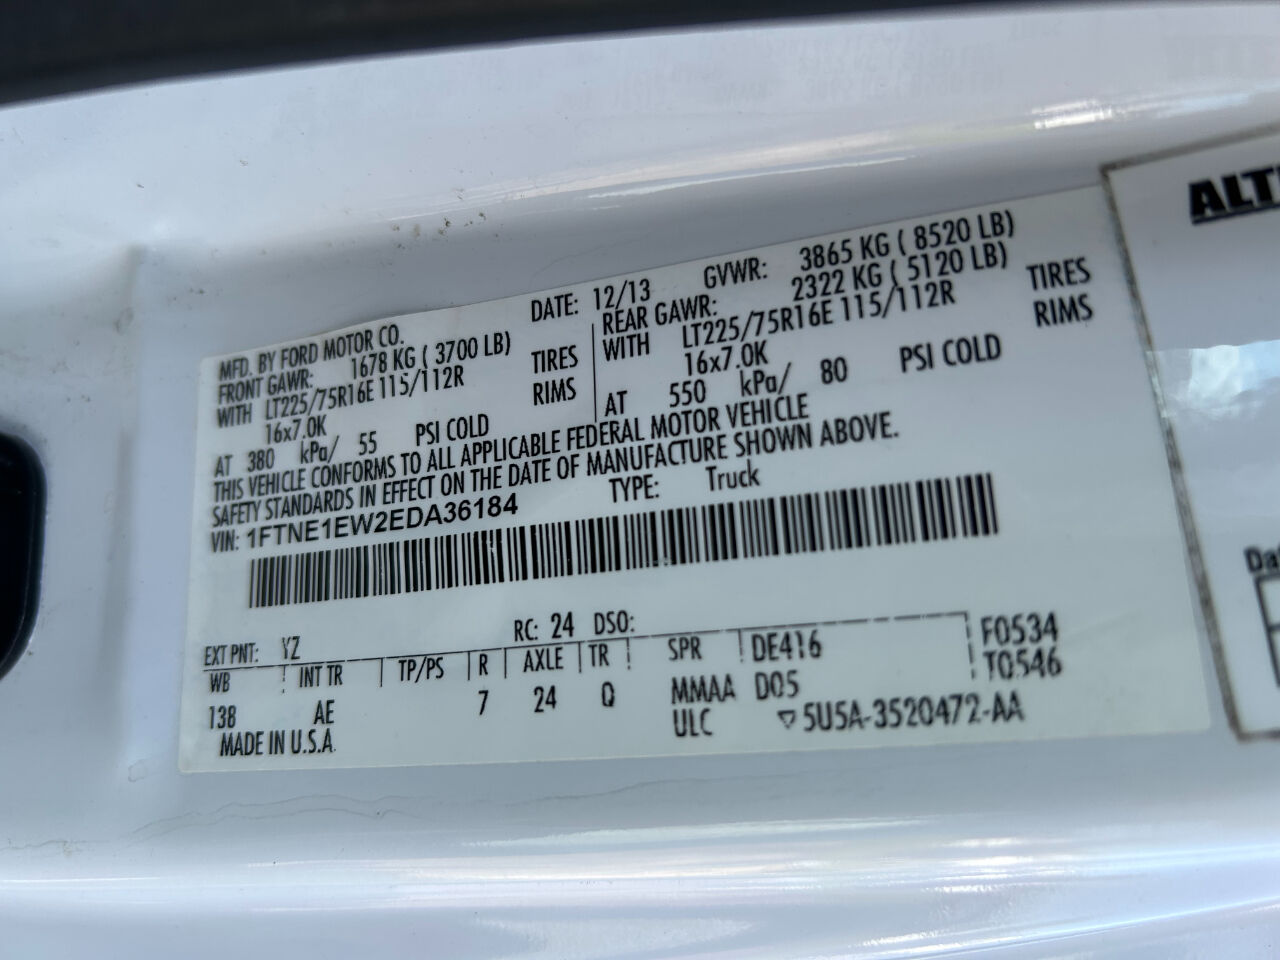 MFD. BY FORD MOTOR CO.
DATE: 12/13
GVWR: 3865 KG ( 8520 LB)
FRONT GAWR: 1678 KG ( 3700 LB)
REAR GAWR: 2322 KG ( 5120 LB)
WITH LT225/75R16E 115/112R TIRES
WITH LT225/75R16E 115/112R TIRES
16x7.0K RIMS
16x7.0K RIMS
AT 380 kPa/ 55 PSI COLD
AT 550 kPa/ 80 PSI COLD
THIS VEHICLE CONFORMS TO ALL APPLICABLE FEDERAL MOTOR VEHICLE
SAFETY STANDARDS IN EFFECT ON THE DATE OF MANUFACTURE SHOWN ABOVE.
VIN: 1FTNE1EW2EDA36184
TYPE: Truck
EXT PNT: YZ RC: 24 DSO:
F0534
WB INT TR TP/PS R AXLE TR SPR DE416
T0546
138 AE 7 24 Q MMAA D05
MADE IN U.S.A.
ULC 5U5A-3520472-AA